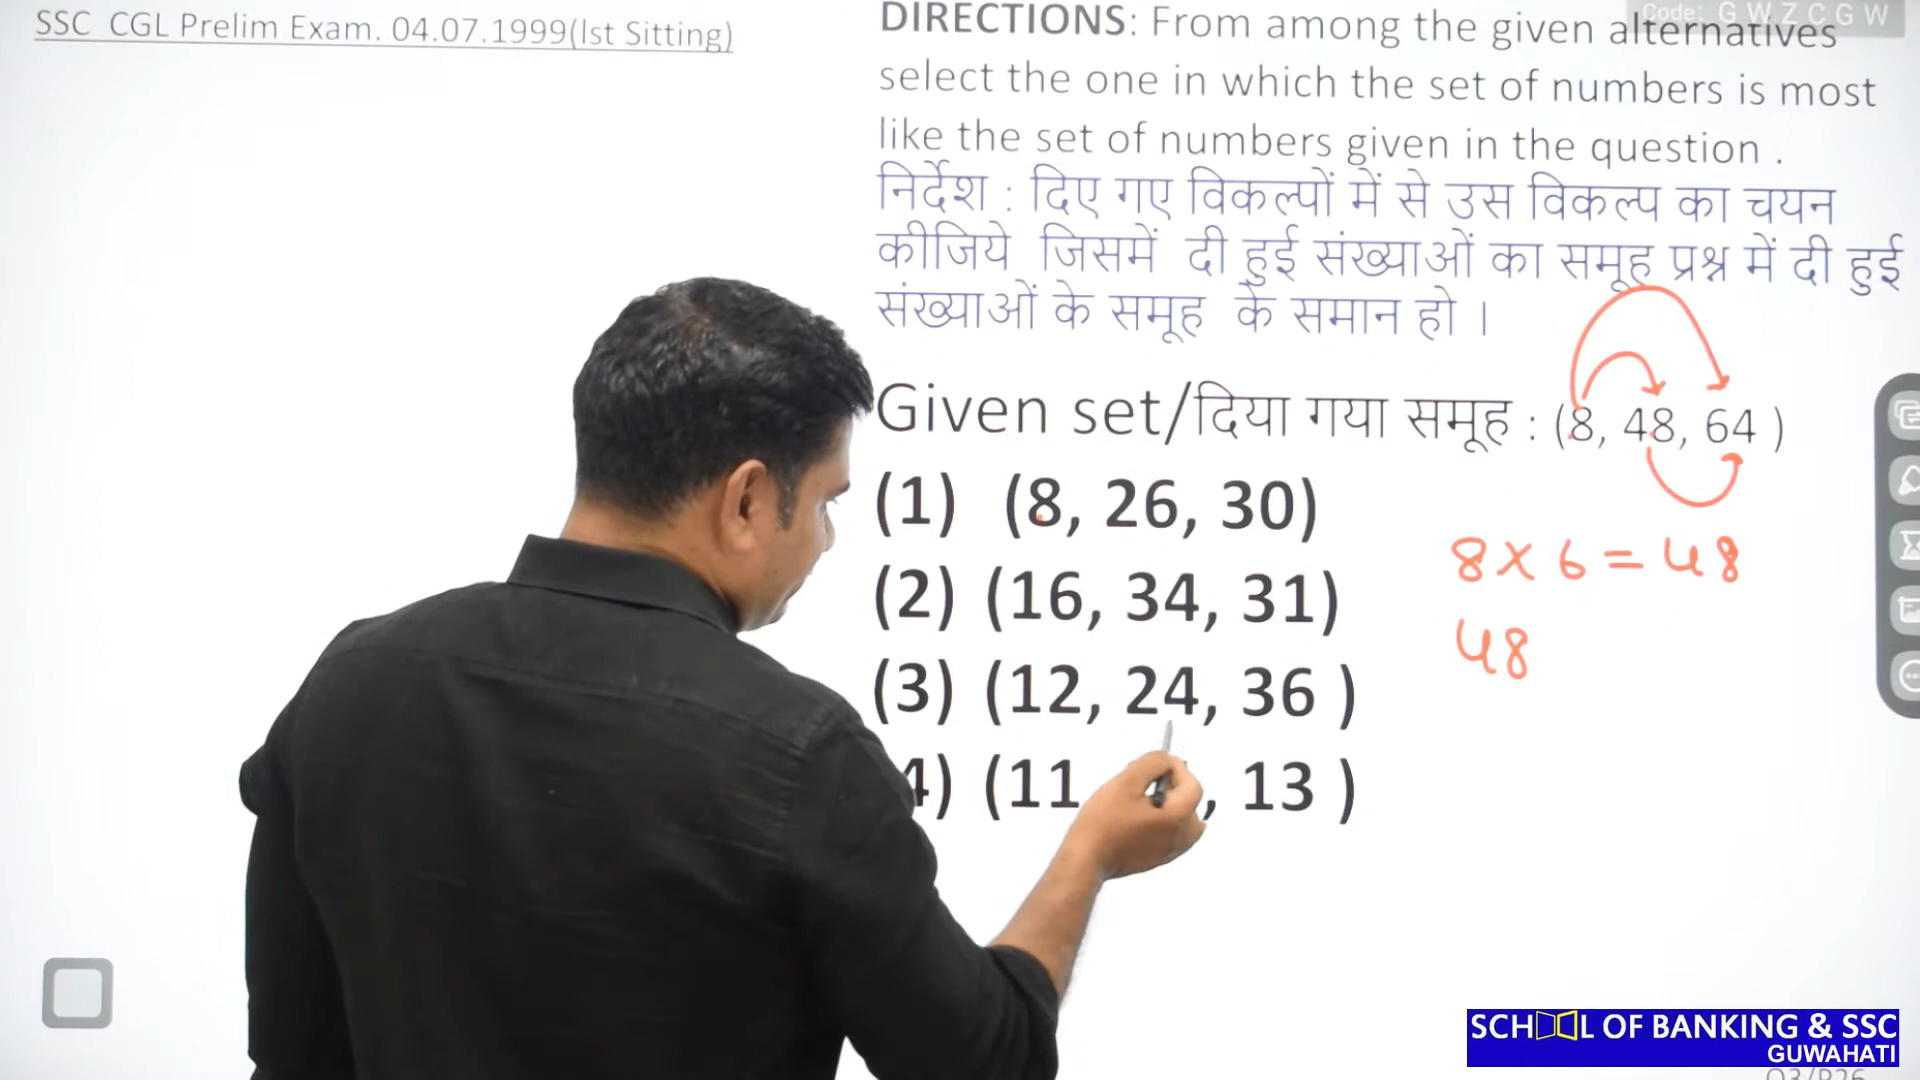 SSC CGL Prelim Exam. 04.07.1999(Ist Sitting)
Code: G W Z C G W
DIRECTIONS: From among the given alternatives
select the one in which the set of numbers is most
like the set of numbers given in the question .
निर्देश : दिए गए विकल्पों में से उस विकल्प का चयन
कीजिये जिसमें दी हुई संख्याओं का समूह प्रश्न में दी हुई
संख्याओं के समूह के समान हो ।
Given set/दिया गया समूह : (8, 48, 64 )
(1) (8, 26, 30)
(2) (16, 34, 31)
(3) (12, 24, 36 )
4) (11 , 13 )
8 x 6 = 48
48
SCHOOL OF BANKING & SSC
GUWAHATI